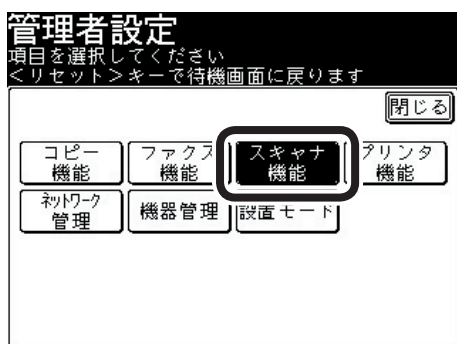 管理者設定
項目を選択してください
<リセット>キーで待機画面に戻ります
閉じる
コピー機能
ファクス機能
スキャナ機能
プリンタ機能
ネットワーク管理
機器管理
設置モード